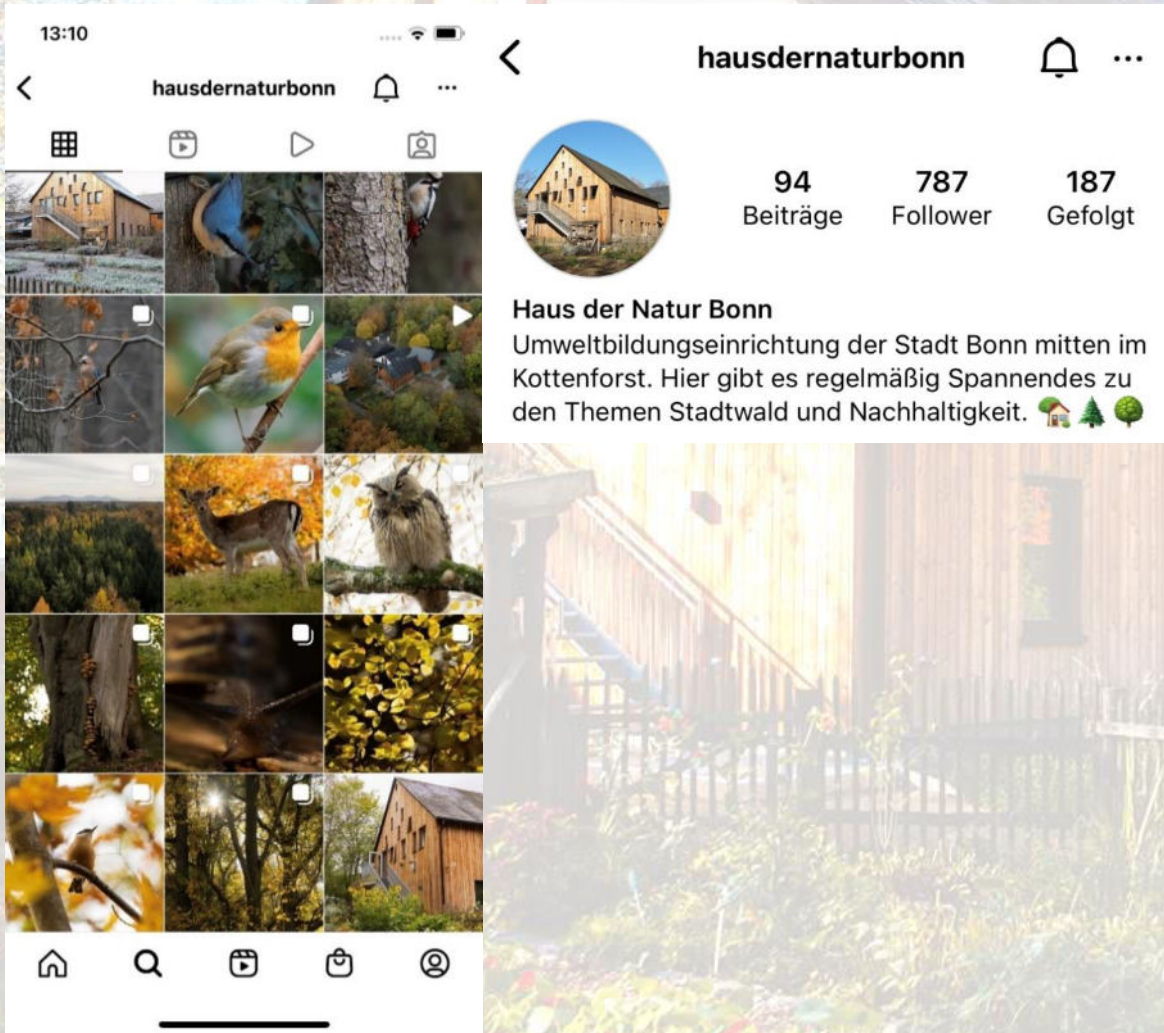 13:10
hausdernaturbonn
hausdernaturbonn
94
Beiträge
787
Follower
187
Gefolgt
Haus der Natur Bonn
Umweltbildungseinrichtung der Stadt Bonn mitten im
Kottenforst. Hier gibt es regelmäßig Spannendes zu
den Themen Stadtwald und Nachhaltigkeit. 🏡🌲🌳